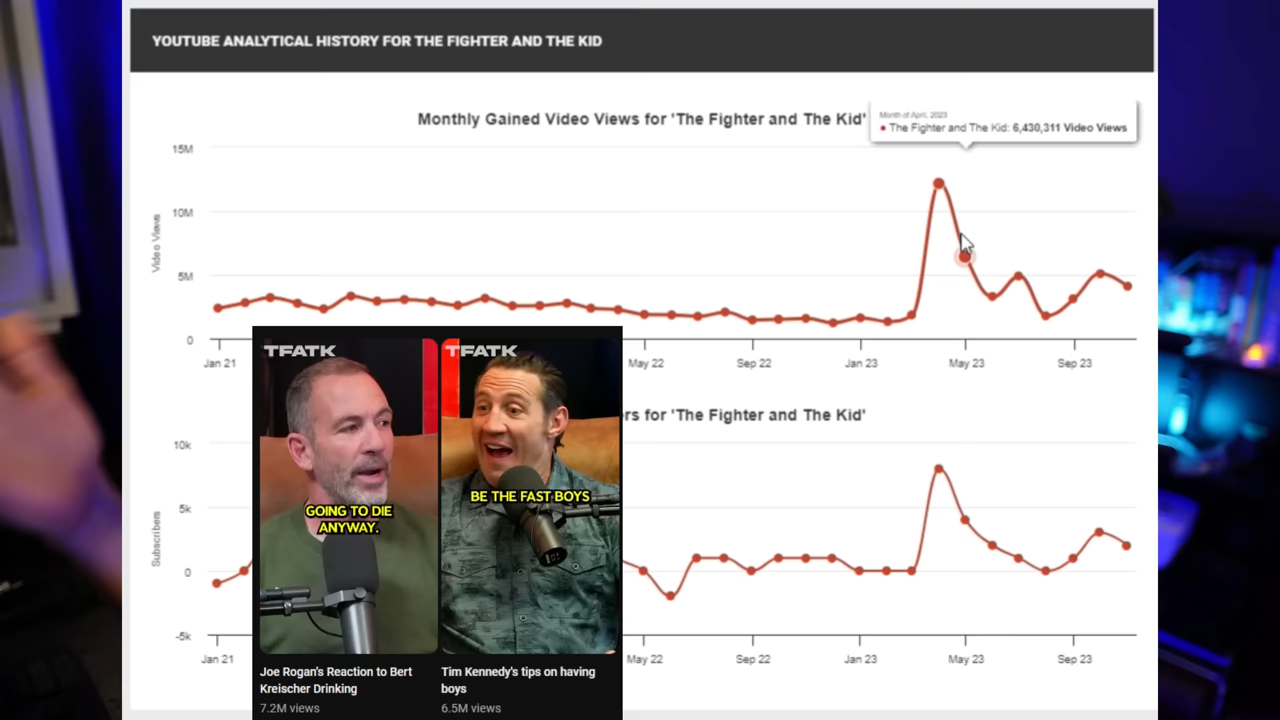 YOUTUBE ANALYTICAL HISTORY FOR THE FIGHTER AND THE KID
Monthly Gained Video Views for 'The Fighter and The Kid'
Month of April, 2023
• The Fighter and The Kid: 6,430,311 Video Views
15M
10M
5M
0
Video Views
Jan 21
May 22
Sep 22
Jan 23
May 23
Sep 23
rs for 'The Fighter and The Kid'
10k
5k
0
-5k
Subscribers
Jan 21
May 22
Sep 22
Jan 23
May 23
Sep 23
TFATK
GOING TO DIE
ANYWAY.
Joe Rogan's Reaction to Bert
Kreischer Drinking
7.2M views
TFATK
BE THE FAST BOYS
Tim Kennedy's tips on having
boys
6.5M views